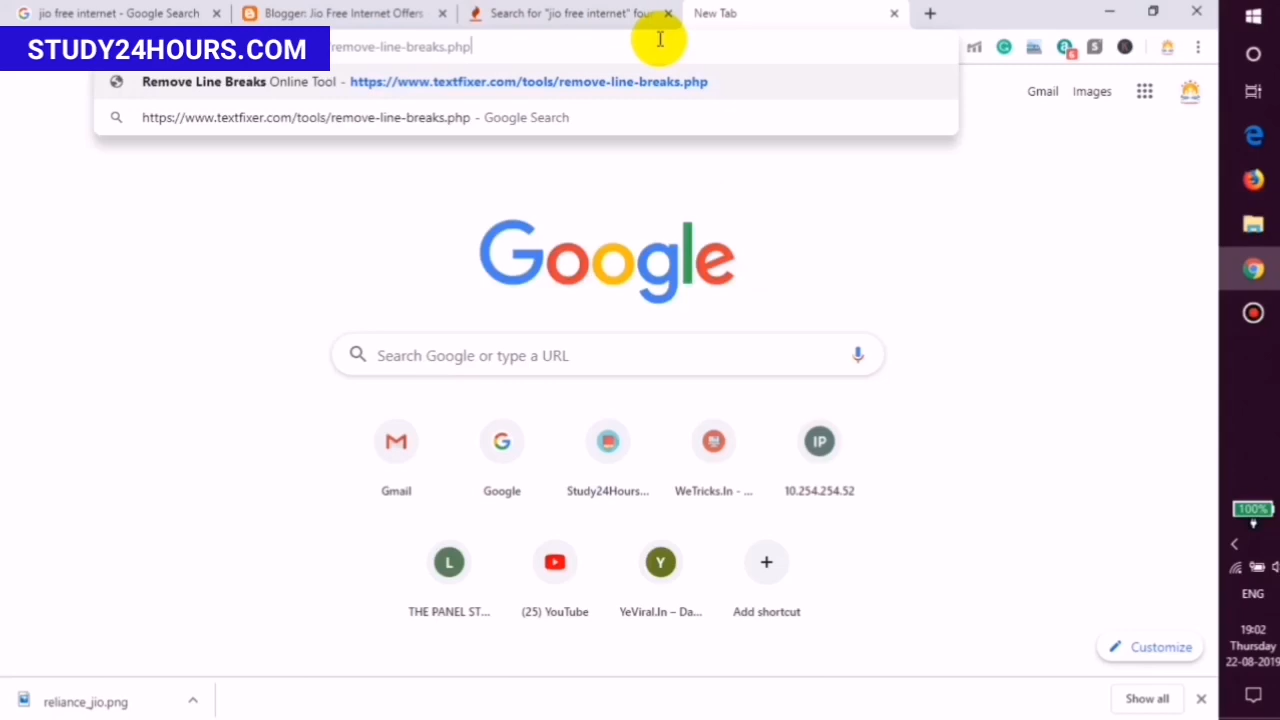 jio free internet - Google Search
Blogger: Jio Free Internet Offers
Search for "jio free internet" four
New Tab
STUDY24HOURS.COM
remove-line-breaks.php
Remove Line Breaks Online Tool - https://www.textfixer.com/tools/remove-line-breaks.php
https://www.textfixer.com/tools/remove-line-breaks.php - Google Search
Gmail Images
Google
Search Google or type a URL
IP
Gmail Google Study24Hours... WeTricks.In - ... 10.254.254.52
L Y
THE PANEL ST... (25) YouTube YeViral.In – Da... Add shortcut
100%
ENG
19:02
Thursday
22-08-2019
Customize
reliance_jio.png
Show all